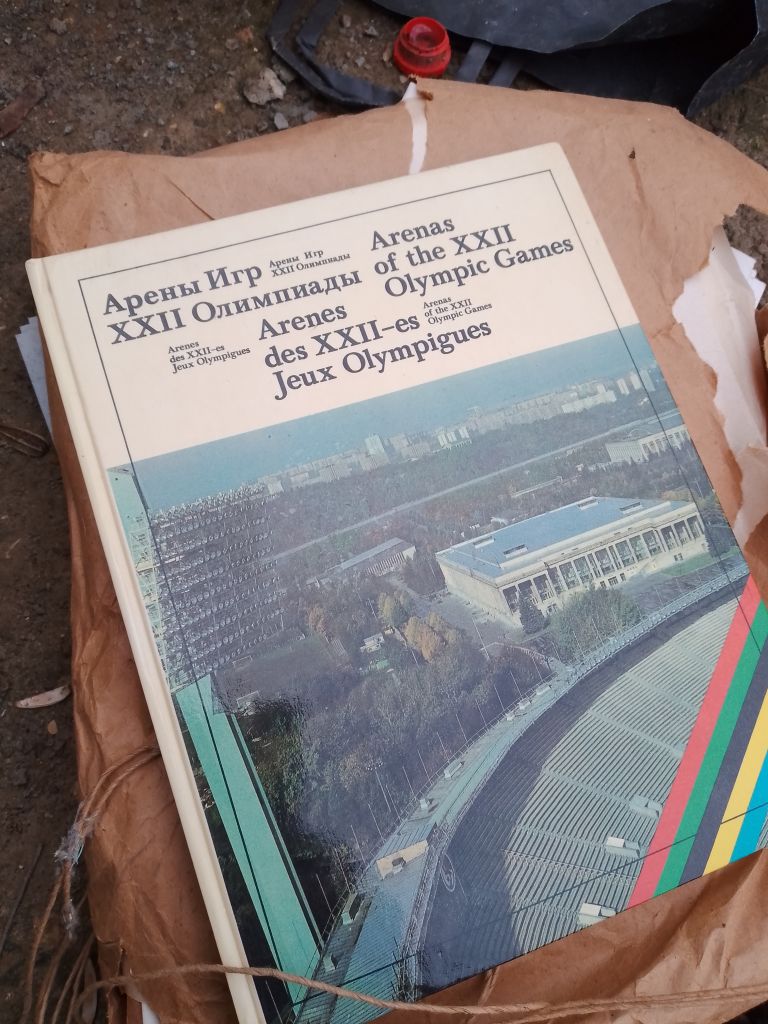 Арены Игр
XXII Олимпиады
Арены Игр
XXII Олимпиады
Arenas
of the XXII
Olympic Games
Arenes
des XXII-es
Jeux Olympigues
Arenes
des XXII-es
Jeux Olympigues
Arenas
of the XXII
Olympic Games